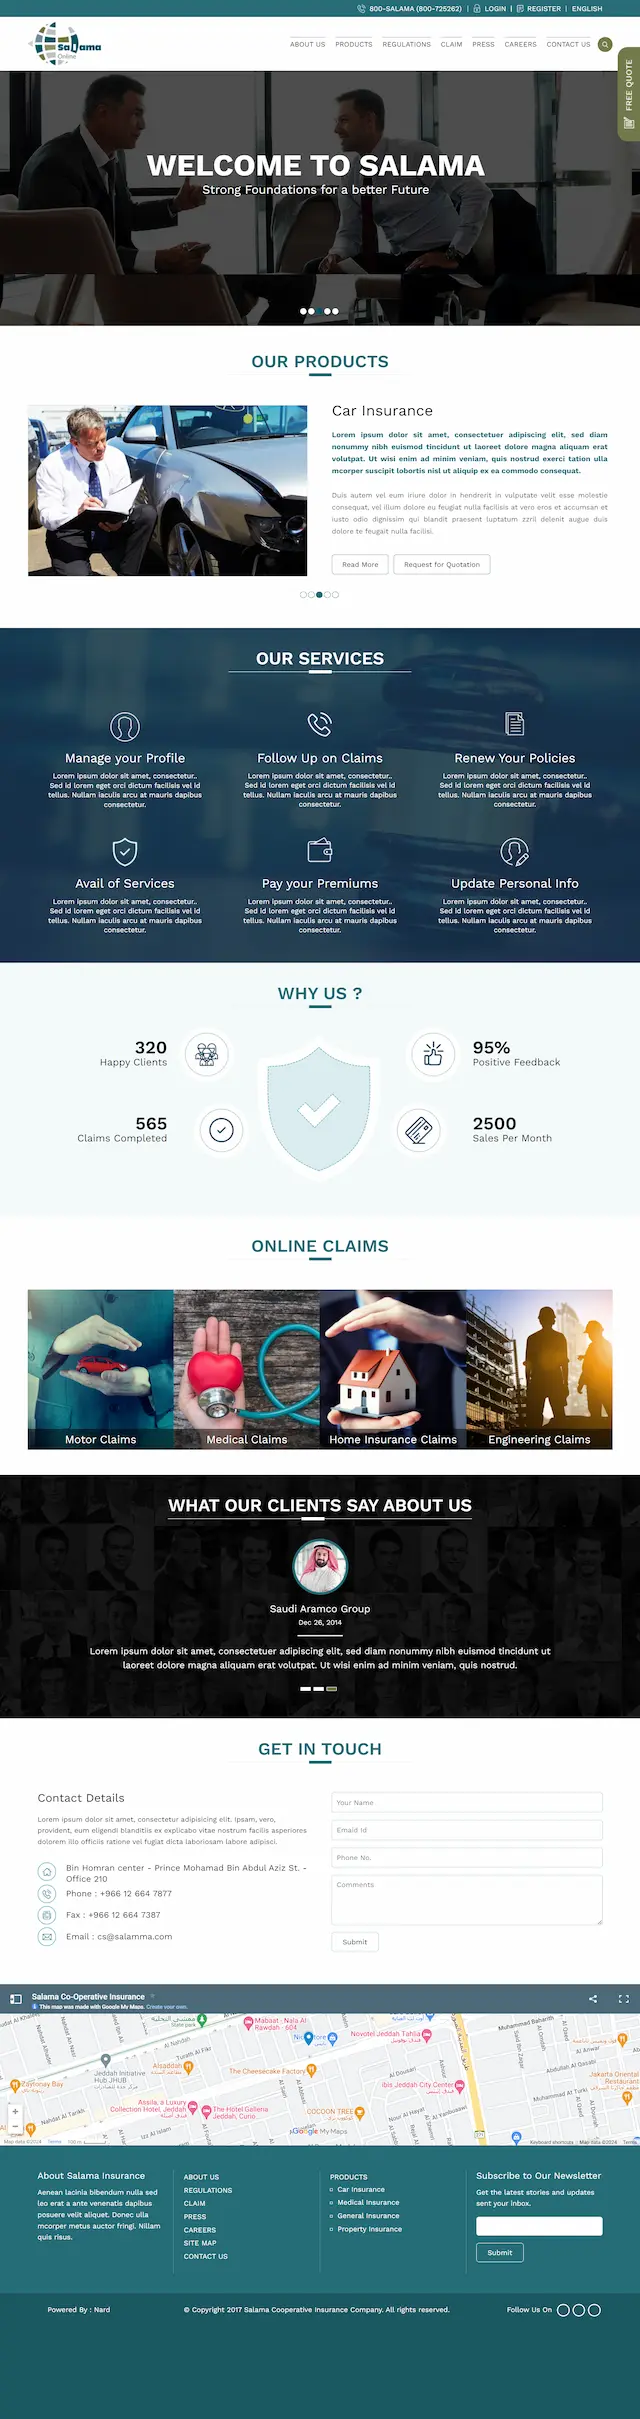 800-SALAMA (800-725262) | LOGIN | REGISTER | ENGLISH
Salama
Online
ABOUT US PRODUCTS REGULATIONS CLAIM PRESS CAREERS CONTACT US
FREE QUOTE
WELCOME TO SALAMA
Strong Foundations for a better Future
OUR PRODUCTS
Car Insurance
Lorem ipsum dolor sit amet, consectetuer adipiscing elit, sed diam
nonummy nibh euismod tincidunt ut laoreet dolore magna aliquam erat
volutpat. Ut wisi enim ad minim veniam, quis nostrud exerci tation ulla
mcorper suscipit lobortis nisl ut aliquip ex ea commodo consequat.
Duis autem vel eum iriure dolor in hendrerit in vulputate velit esse molestie
consequat, vel illum dolore eu feugiat nulla facilisis at vero eros et accumsan et
iusto odio dignissim qui blandit praesent luptatum zzril delenit augue duis
dolore te feugait nulla facilisi.
Read More Request for Quotation
OUR SERVICES
Manage your Profile Follow Up on Claims Renew Your Policies
Lorem ipsum dolor sit amet, consectetur.. Lorem ipsum dolor sit amet, consectetur.. Lorem ipsum dolor sit amet, consectetur..
Sed id lorem eget orci dictum facilisis vel id Sed id lorem eget orci dictum facilisis vel id Sed id lorem eget orci dictum facilisis vel id
tellus. Nullam iaculis arcu at mauris dapibus tellus. Nullam iaculis arcu at mauris dapibus tellus. Nullam iaculis arcu at mauris dapibus
consectetur. consectetur. consectetur.
Avail of Services Pay your Premiums Update Personal Info
Lorem ipsum dolor sit amet, consectetur.. Lorem ipsum dolor sit amet, consectetur.. Lorem ipsum dolor sit amet, consectetur..
Sed id lorem eget orci dictum facilisis vel id Sed id lorem eget orci dictum facilisis vel id Sed id lorem eget orci dictum facilisis vel id
tellus. Nullam iaculis arcu at mauris dapibus tellus. Nullam iaculis arcu at mauris dapibus tellus. Nullam iaculis arcu at mauris dapibus
consectetur. consectetur. consectetur.
WHY US ?
320 95%
Happy Clients Positive Feedback
565 2500
Claims Completed Sales Per Month
ONLINE CLAIMS
Motor Claims Medical Claims Home Insurance Claims Engineering Claims
WHAT OUR CLIENTS SAY ABOUT US
Saudi Aramco Group
Dec 26, 2014
Lorem ipsum dolor sit amet, consectetuer adipiscing elit, sed diam nonummy nibh euismod tincidunt ut
laoreet dolore magna aliquam erat volutpat. Ut wisi enim ad minim veniam, quis nostrud.
GET IN TOUCH
Contact Details
Lorem ipsum dolor sit amet, consectetur adipisicing elit. Ipsam, vero,
provident, eum eligendi blanditiis ex explicabo vitae nostrum facilis asperiores
dolorem illo officiis ratione vel fugiat dicta laboriosam labore adipisci.
Bin Homran center - Prince Mohamad Bin Abdul Aziz St. -
Office 210
Phone : +966 12 664 7877
Fax : +966 12 664 7387
Email : cs@salamma.com
Your Name
Emaid Id
Phone No.
Comments
Submit
Salama Co-Operative Insurance
This map was made with Google My Maps. Create your own.
State park
Mabaat - Nala Al
Rawdah - 604
Novotel Jeddah Tahlia
Jeddah Initiative
Hub JHUB
Alzaddah
The Cheesecake Factory
Zaytoonay Bay
Assila, a Luxury
Collection Hotel, Jeddah
The Hotel Galleria
Jeddah, Curio...
ibis Jeddah City Center
COCOON TREE
Jakarta Oriental
Restaurant
Google My Maps
Map data ©2024 Terms 100 m
Keyboard shortcuts Map data ©2024 Terms
About Salama Insurance
Aenean lacinia bibendum nulla sed
leo erat a ante venenatis dapibus
posuere velit aliquet. Donec ulla
mcorper metus auctor fringi. Nillam
quis risus.
ABOUT US
REGULATIONS
CLAIM
PRESS
CAREERS
SITE MAP
CONTACT US
PRODUCTS
Car Insurance
Medical Insurance
General Insurance
Property Insurance
Subscribe to Our Newsletter
Get the latest stories and updates
sent your inbox.
Submit
Powered By : Nard © Copyright 2017 Salama Cooperative Insurance Company. All rights reserved. Follow Us On